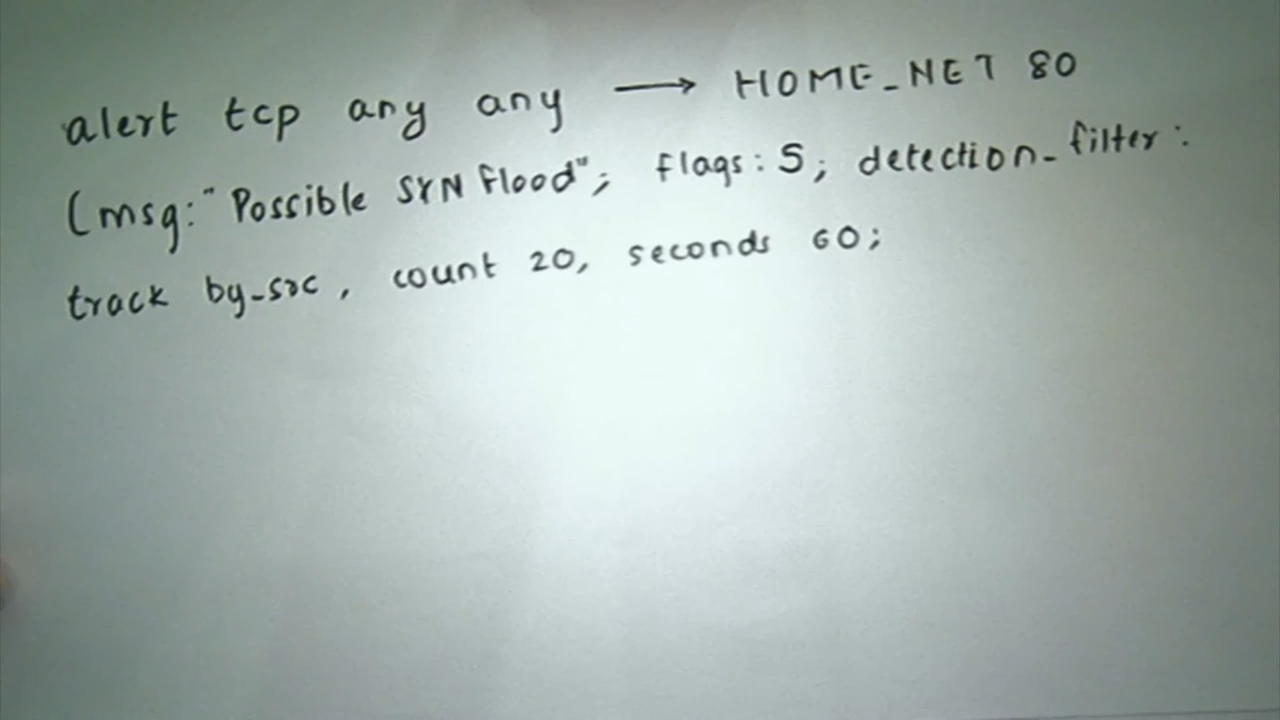 alert tcp any any → HOME_NET 80
(msg:"Possible SYN flood"; flags:S; detection_filter:
track by_src, count 20, seconds 60;